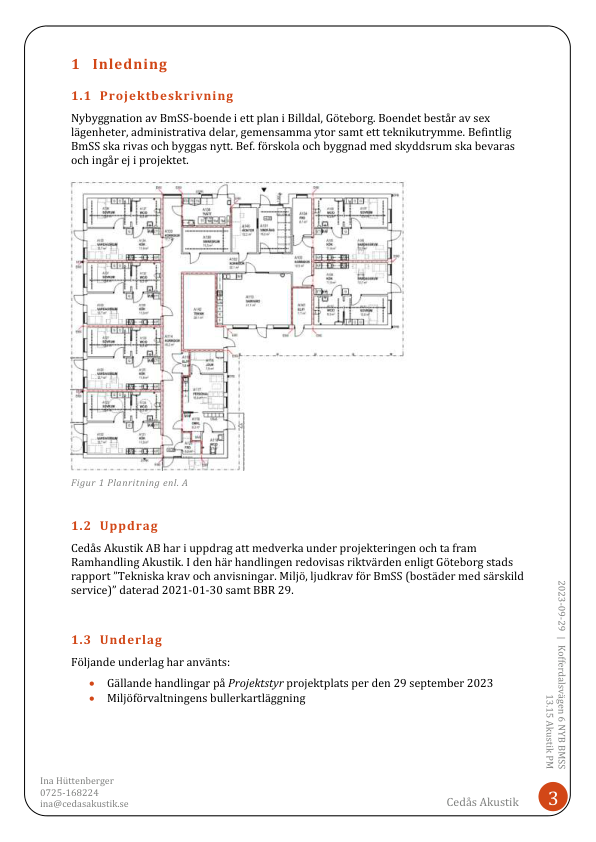 1 Inledning
1.1 Projektbeskrivning
Nybyggnation av BmSS-boende i ett plan i Billdal, Göteborg. Boendet består av sex
lägenheter, administrativa delar, gemensamma ytor samt ett teknikutrymme. Befintlig
BmSS ska rivas och byggas nytt. Bef. förskola och byggnad med skyddsrum ska bevaras
och ingår ej i projektet.
Figur 1 Planritning enl. A
1.2 Uppdrag
Cedås Akustik AB har i uppdrag att medverka under projekteringen och ta fram
Ramhandling Akustik. I den här handlingen redovisas riktvärden enligt Göteborg stads
rapport ”Tekniska krav och anvisningar. Miljö, ljudkrav för BmSS (bostäder med särskild
service)” daterad 2021-01-30 samt BBR 29.
1.3 Underlag
Följande underlag har använts:
• Gällande handlingar på Projektstyr projektplats per den 29 september 2023
• Miljöförvaltningens bullerkartläggning
2023-09-29 | Kofferdalsvägen 6 NYB BMSS
13.15 Akustik PM
Ina Hüttenberger
0725-168224
ina@cedasakustik.se
Cedås Akustik
3